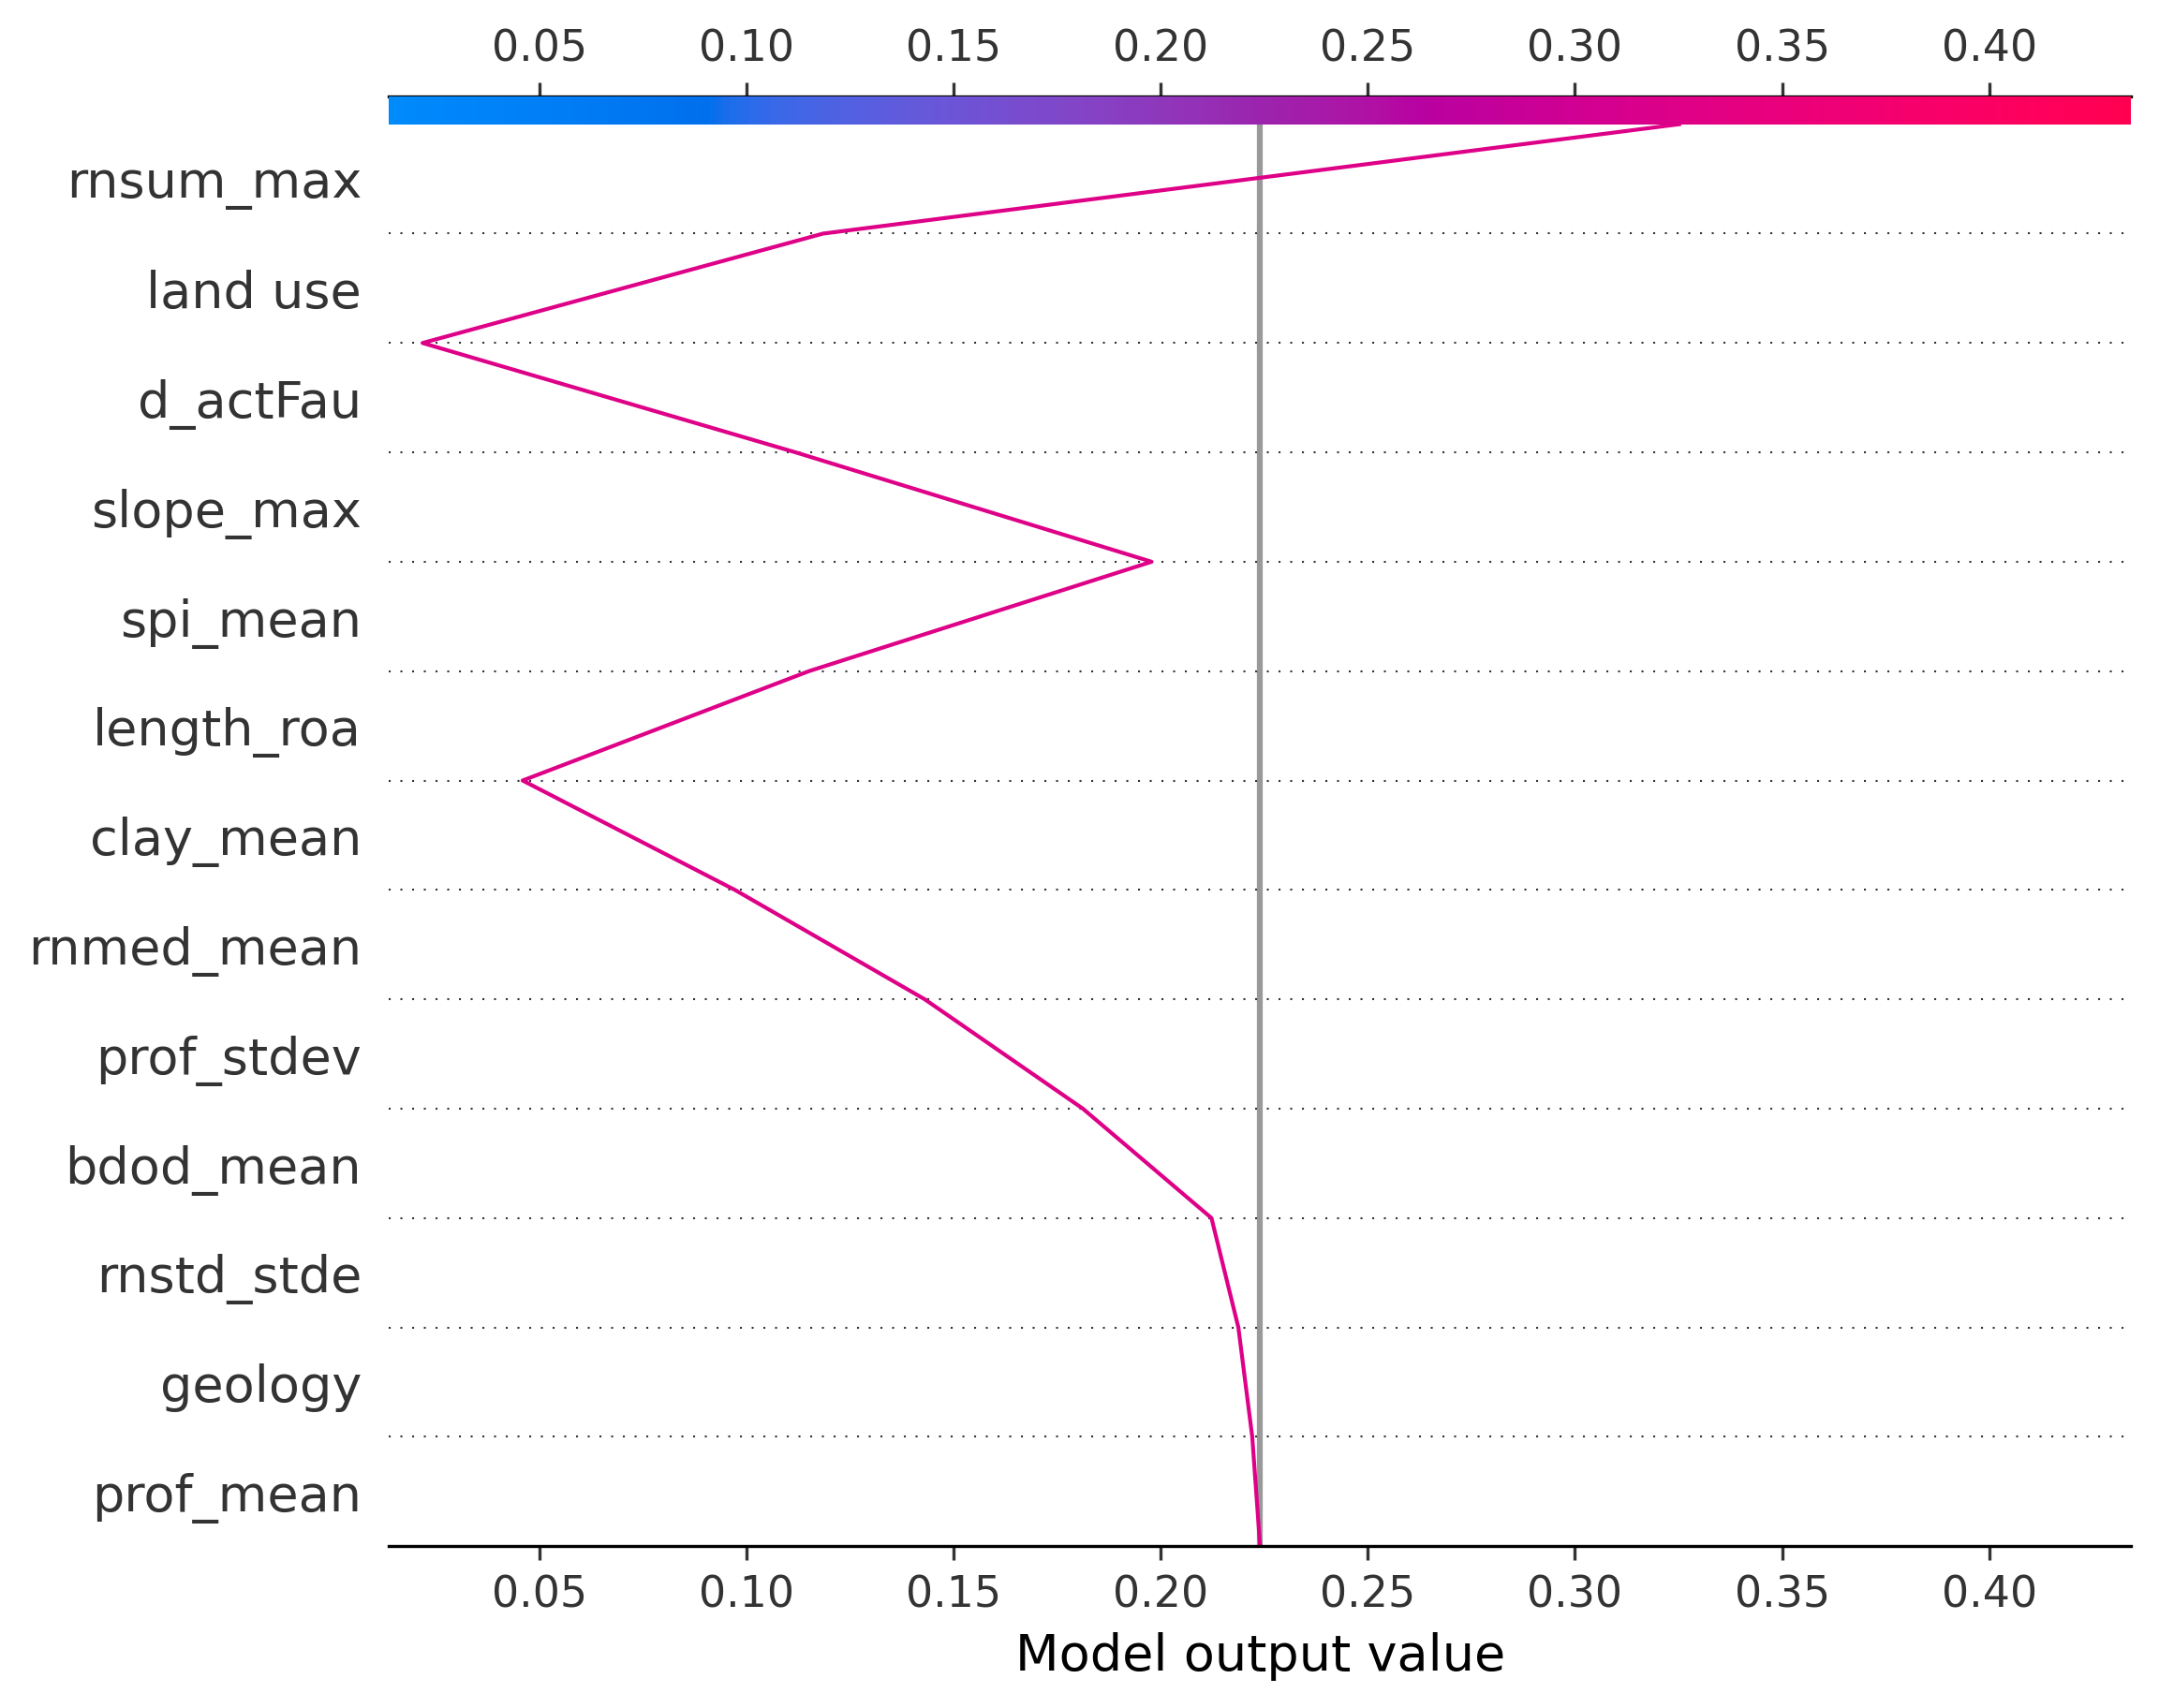 0.05 0.10 0.15 0.20 0.25 0.30 0.35 0.40
rnsum_max
land use
d_actFau
slope_max
spi_mean
length_roa
clay_mean
rnmed_mean
prof_stdev
bdod_mean
rnstd_stde
geology
prof_mean
0.05 0.10 0.15 0.20 0.25 0.30 0.35 0.40
Model output value